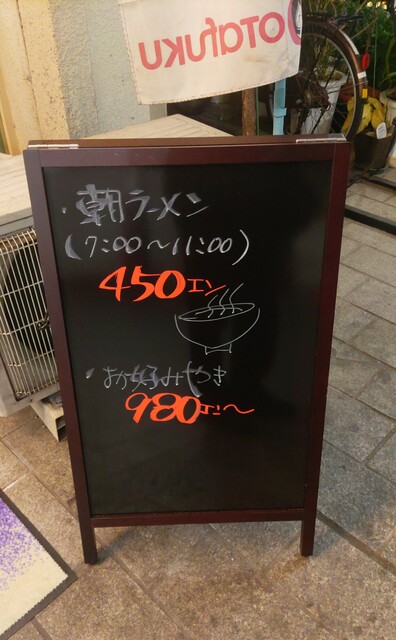 Otafuku
・朝ラーメン
(7:00～11:00)
450エン
・お好みやき
980エン～